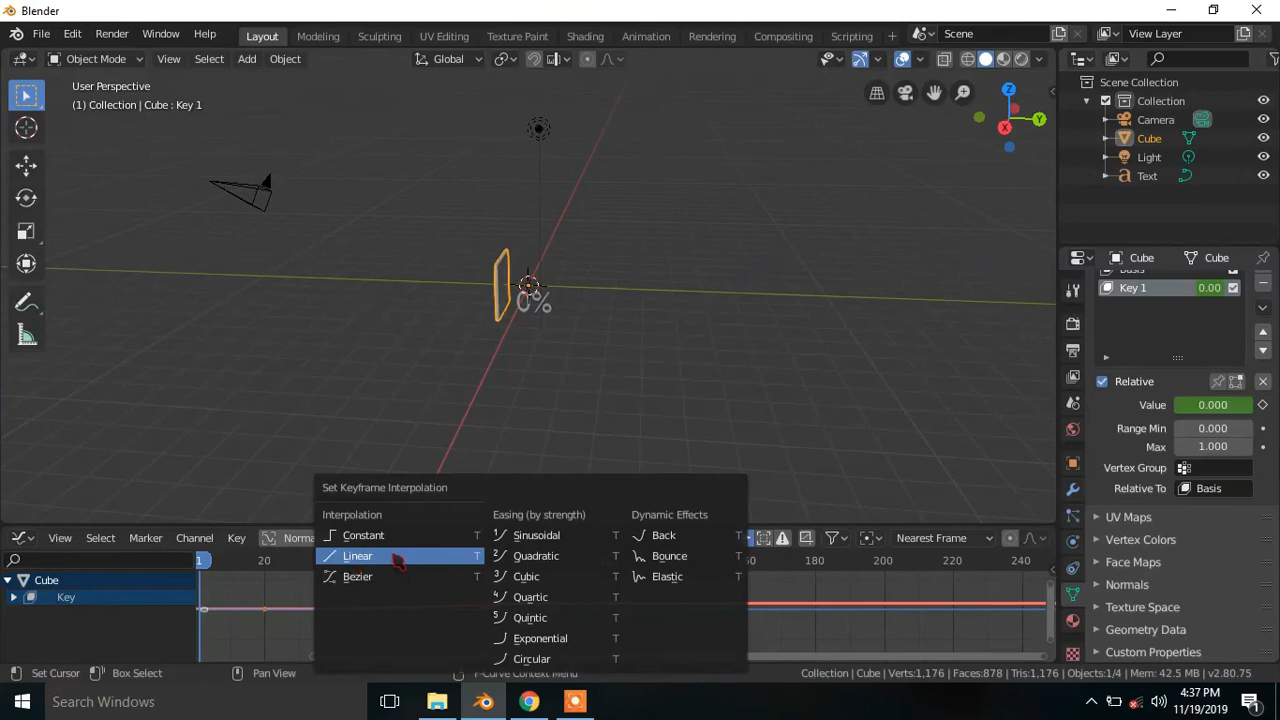 Blender
File Edit Render Window Help Layout Modeling Sculpting UV Editing Texture Paint Shading Animation Rendering Compositing Scripting + Scene View Layer
Object Mode View Select Add Object Global
User Perspective
(1) Collection | Cube : Key 1
Z
Y
X
0%
Scene Collection
Collection
Camera
Cube
Light
Text
Cube Cube
Key 1 0.00
Relative
Value 0.000
Range Min 0.000
Max 1.000
Vertex Group
Relative To Basis
UV Maps
Vertex Colors
Face Maps
Normals
Texture Space
Geometry Data
Custom Properties
Set Keyframe Interpolation
Interpolation Easing (by strength) Dynamic Effects
Constant T Sinusoidal T Back T
Linear T Quadratic T Bounce T
Bezier T Cubic T Elastic T
Quartic T
Quintic T
Exponential T
Circular T
View Select Marker Channel Key Norma Nearest Frame
1 20 180 200 220 240
Cube
Key
Set Cursor Box Select Pan View F-Curve Context Menu Collection | Cube | Verts:1,176 | Faces:878 | Tris:1,176 | Objects:1/4 | Mem: 42.5 MB | v2.80.75
Search Windows
4:37 PM
11/19/2019